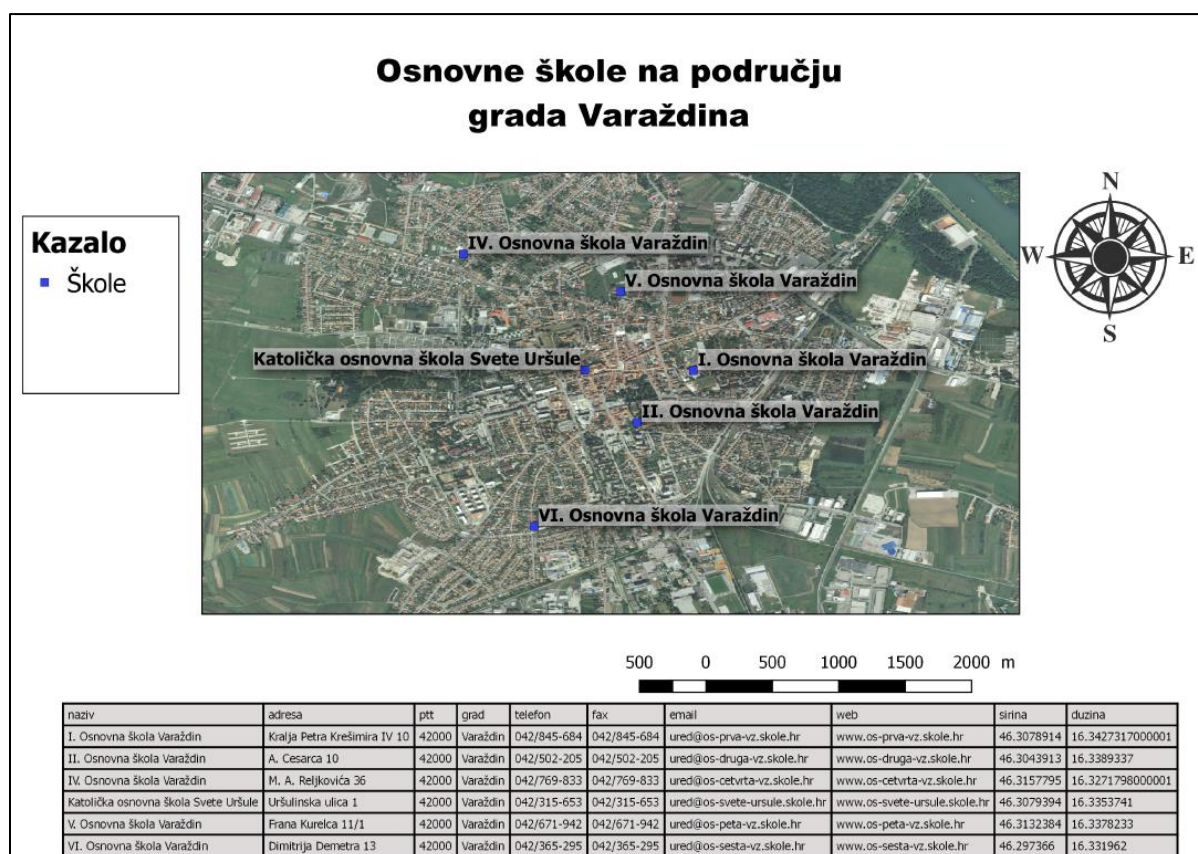 Osnovne škole na području
grada Varaždina
Kazalo
Škole
IV. Osnovna škola Varaždin
V. Osnovna škola Varaždin
Katolička osnovna škola Svete Uršule
I. Osnovna škola Varaždin
II. Osnovna škola Varaždin
VI. Osnovna škola Varaždin
N
W
E
S
500 0 500 1000 1500 2000 m
naziv adresa ptt grad telefon fax email web sirina duzina
I. Osnovna škola Varaždin Kralja Petra Krešimira IV 10 42000 Varaždin 042/845-684 042/845-684 ured@os-prva-vz.skole.hr www.os-prva-vz.skole.hr 46.3078914 16.3427317000001
II. Osnovna škola Varaždin A. Cesarca 10 42000 Varaždin 042/502-205 042/502-205 ured@os-druga-vz.skole.hr www.os-druga-vz.skole.hr 46.3043913 16.3389337
IV. Osnovna škola Varaždin M. A. Reljkovića 36 42000 Varaždin 042/769-833 042/769-833 ured@os-cetvrta-vz.skole.hr www.os-cetvrta-vz.skole.hr 46.3157795 16.3271798000001
Katolička osnovna škola Svete Uršule Uršulinska ulica 1 42000 Varaždin 042/315-653 042/315-653 ured@os-svete-ursule.skole.hr www.os-svete-ursule.skole.hr 46.3079394 16.3353741
V. Osnovna škola Varaždin Frana Kurelca 11/1 42000 Varaždin 042/671-942 042/671-942 ured@os-peta-vz.skole.hr www.os-peta-vz.skole.hr 46.3132384 16.3378233
VI. Osnovna škola Varaždin Dimitrija Demetra 13 42000 Varaždin 042/365-295 042/365-295 ured@os-sesta-vz.skole.hr www.os-sesta-vz.skole.hr 46.297366 16.331962